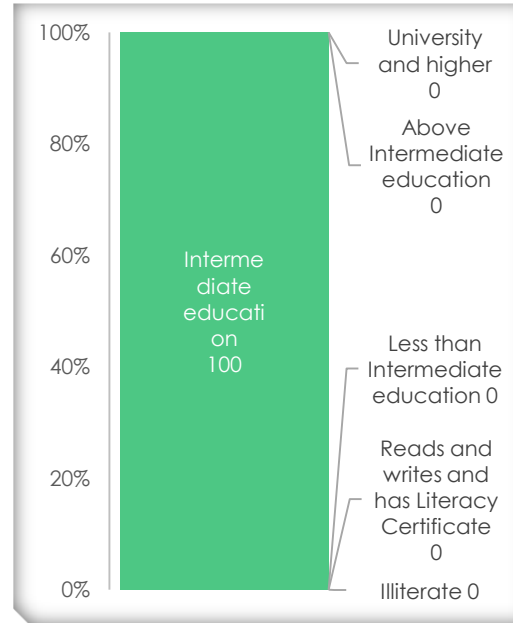 100%
80%
60%
40%
20%
0%
Interme
diate
educati
on
100
University
and higher
0
Above
Intermediate
education
0
Less than
Intermediate
education 0
Reads and
writes and
has Literacy
Certificate
0
Illiterate 0